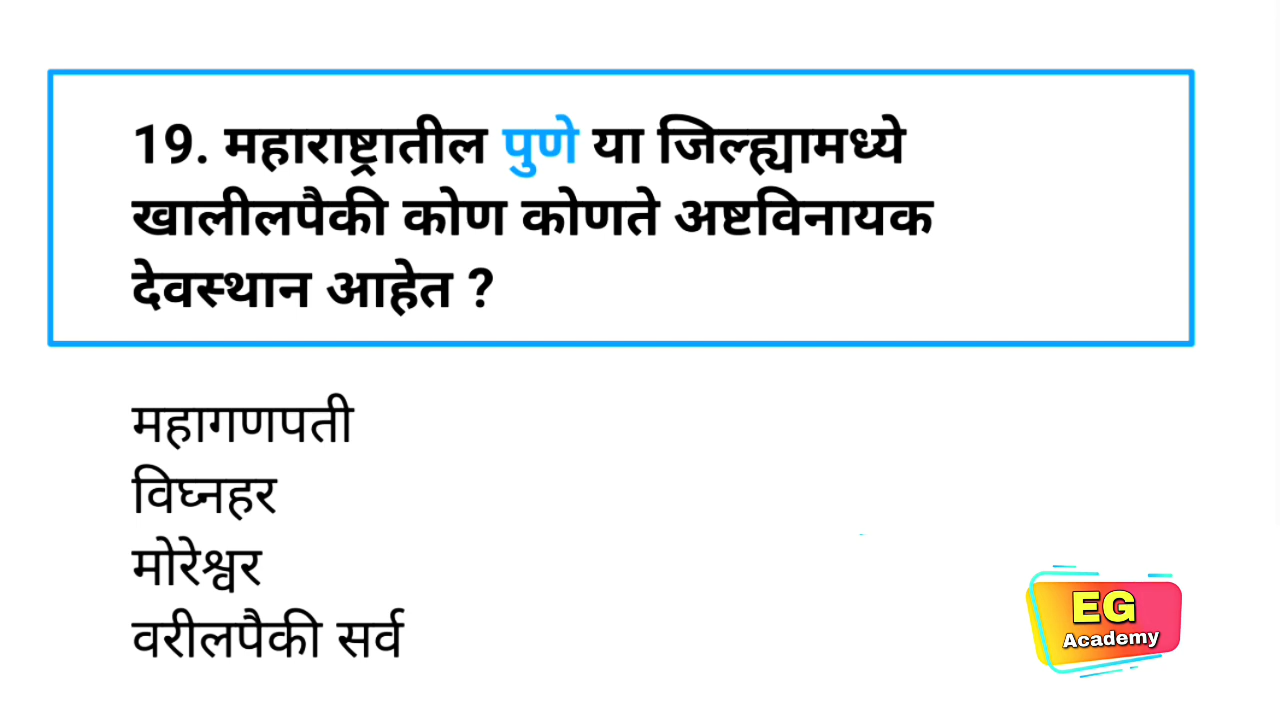 19. महाराष्ट्रातील पुणे या जिल्ह्यामध्ये
खालीलपैकी कोण कोणते अष्टविनायक
देवस्थान आहेत ?
महागणपती
विघ्नहर
मोरेश्वर
वरीलपैकी सर्व
EG
Academy